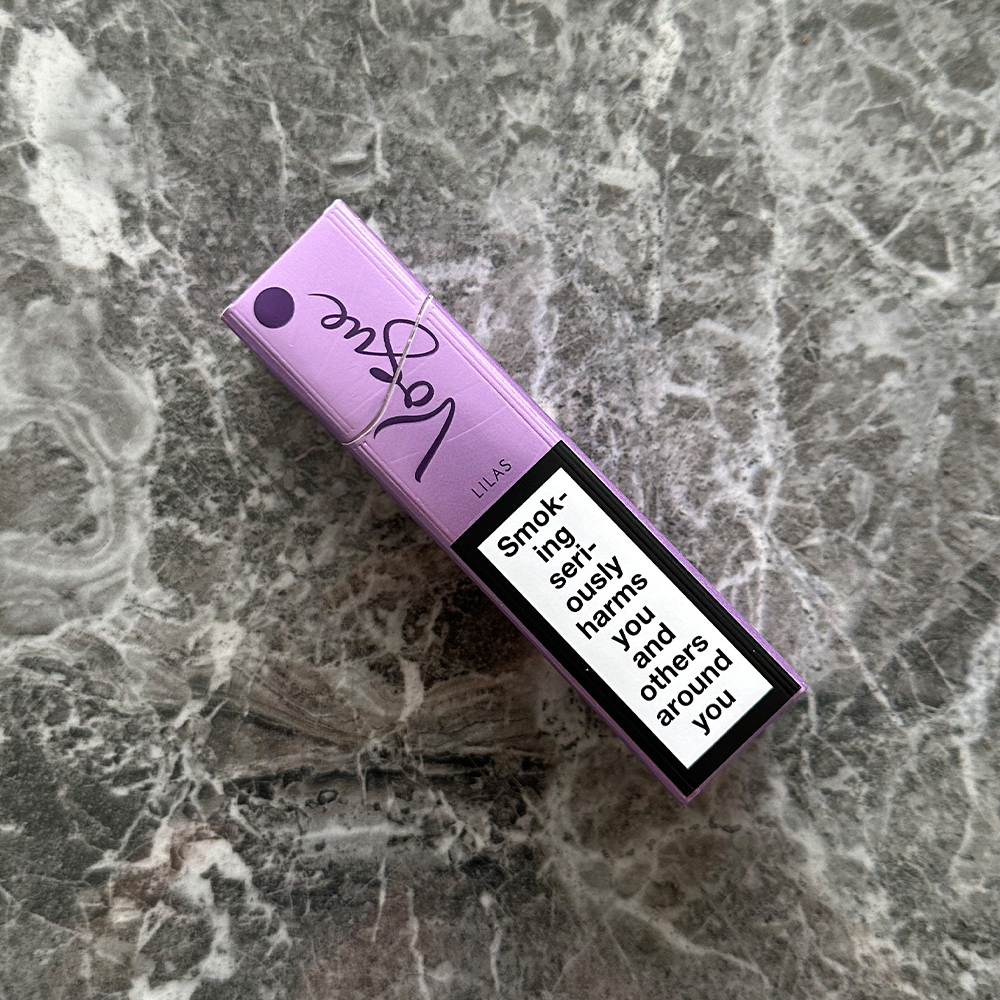 Vogue
LILAS
Smok-
ing
seri-
ously
harms
you
and
others
around
you